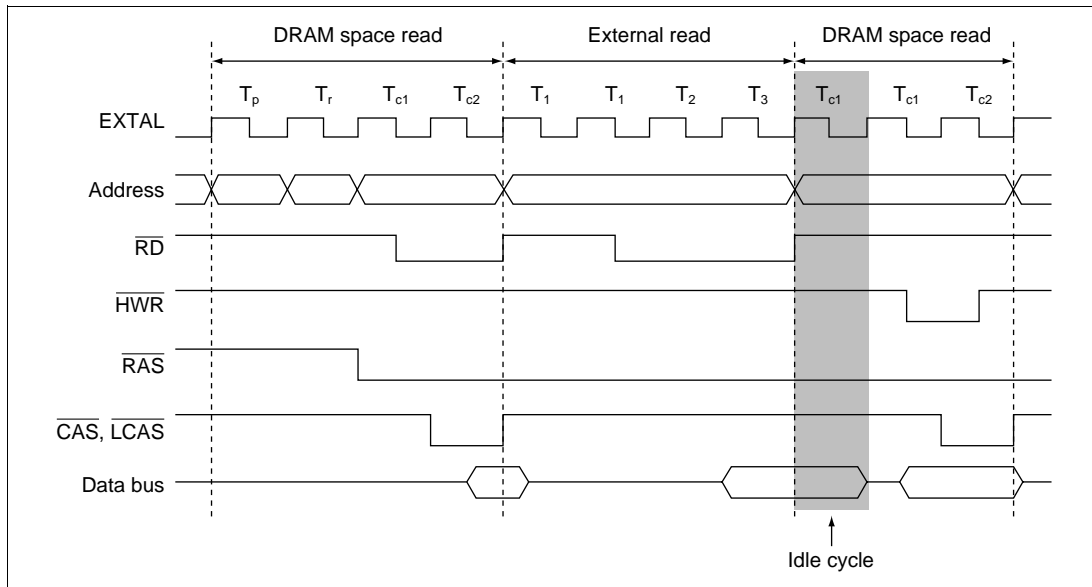 DRAM space read External read DRAM space read
Tp Tr Tc1 Tc2 T1 T1 T2 T3 Tc1 Tc1 Tc2
EXTAL
Address
RD
HWR
RAS
CAS, LCAS
Data bus
Idle cycle